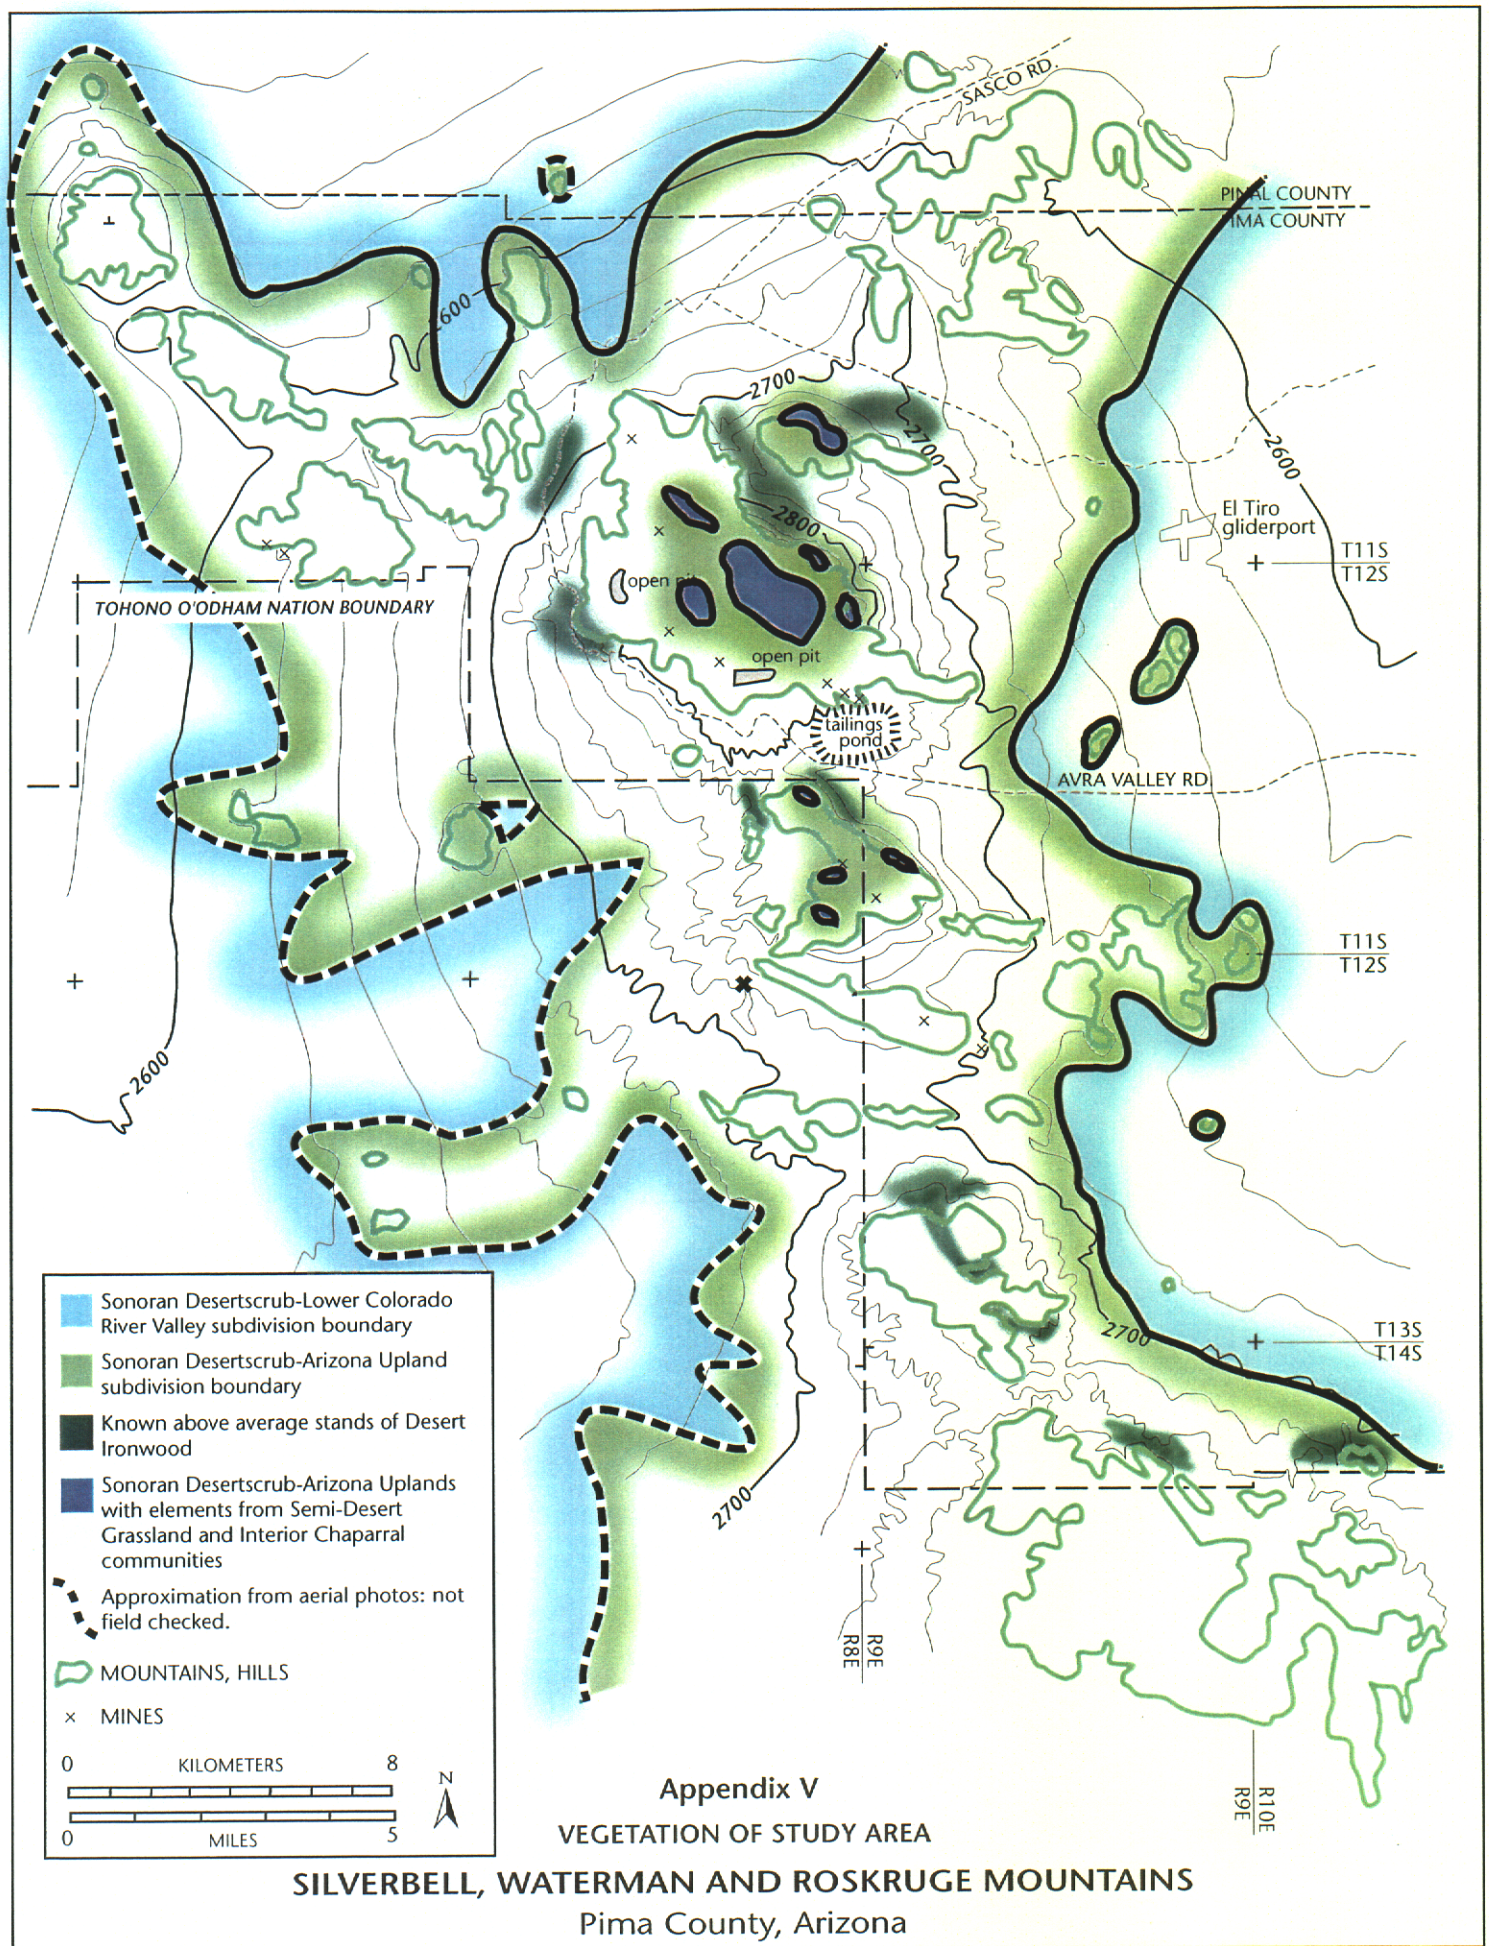 SASCO RD.
PINAL COUNTY
PIMA COUNTY
2600
2700
2700
2600
2800
El Tiro
gliderport
T11S
T12S
open pit
TOHONO O'ODHAM NATION BOUNDARY
open pit
tailings
pond
AVRA VALLEY RD
T11S
T12S
2600
2700
T13S
T14S
2700
R9E
R8E
R10E
R9E
Sonoran Desertscrub-Lower Colorado
River Valley subdivision boundary
Sonoran Desertscrub-Arizona Upland
subdivision boundary
Known above average stands of Desert
Ironwood
Sonoran Desertscrub-Arizona Uplands
with elements from Semi-Desert
Grassland and Interior Chaparral
communities
Approximation from aerial photos: not
field checked.
MOUNTAINS, HILLS
× MINES
0 KILOMETERS 8
N
0 MILES 5
Appendix V
VEGETATION OF STUDY AREA
SILVERBELL, WATERMAN AND ROSKRUGE MOUNTAINS
Pima County, Arizona